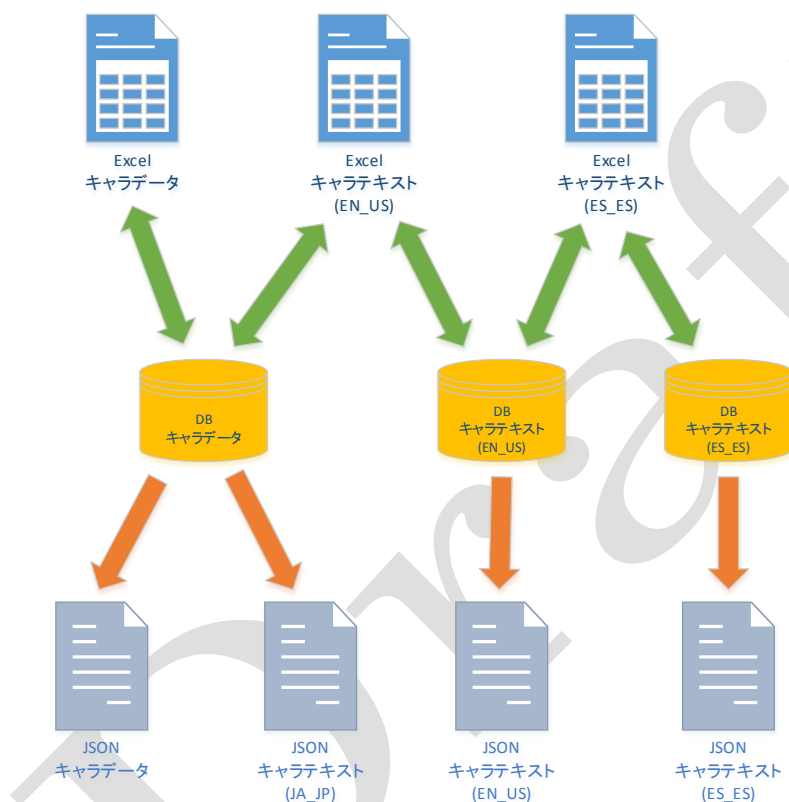 Excel
キャラデータ
Excel
キャラテキスト
(EN_US)
Excel
キャラテキスト
(ES_ES)
DB
キャラデータ
DB
キャラテキスト
(EN_US)
DB
キャラテキスト
(ES_ES)
JSON
キャラデータ
JSON
キャラテキスト
(JA_JP)
JSON
キャラテキスト
(EN_US)
JSON
キャラテキスト
(ES_ES)
Draf